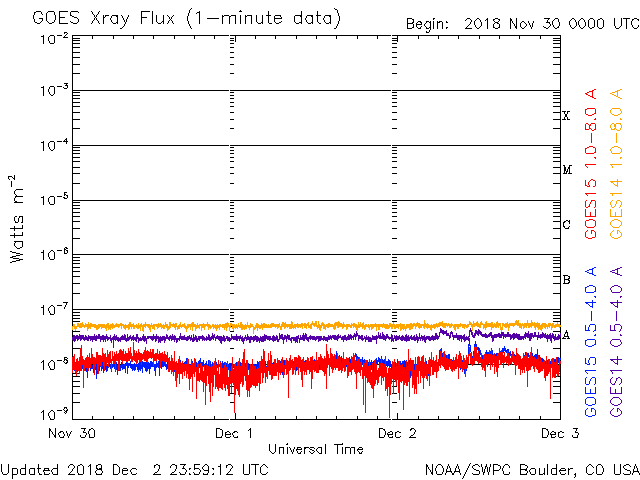 GOES Xray Flux (1-minute data)
Begin: 2018 Nov 30 0000 UTC
Watts m⁻²
10⁻²
10⁻³
10⁻⁴
10⁻⁵
10⁻⁶
10⁻⁷
10⁻⁸
10⁻⁹
X
M
C
B
A
GOES15 1.0-8.0 A
GOES14 1.0-8.0 A
GOES15 0.5-4.0 A
GOES14 0.5-4.0 A
Nov 30 Dec 1 Dec 2 Dec 3
Universal Time
Updated 2018 Dec 2 23:59:12 UTC
NOAA/SWPC Boulder, CO USA